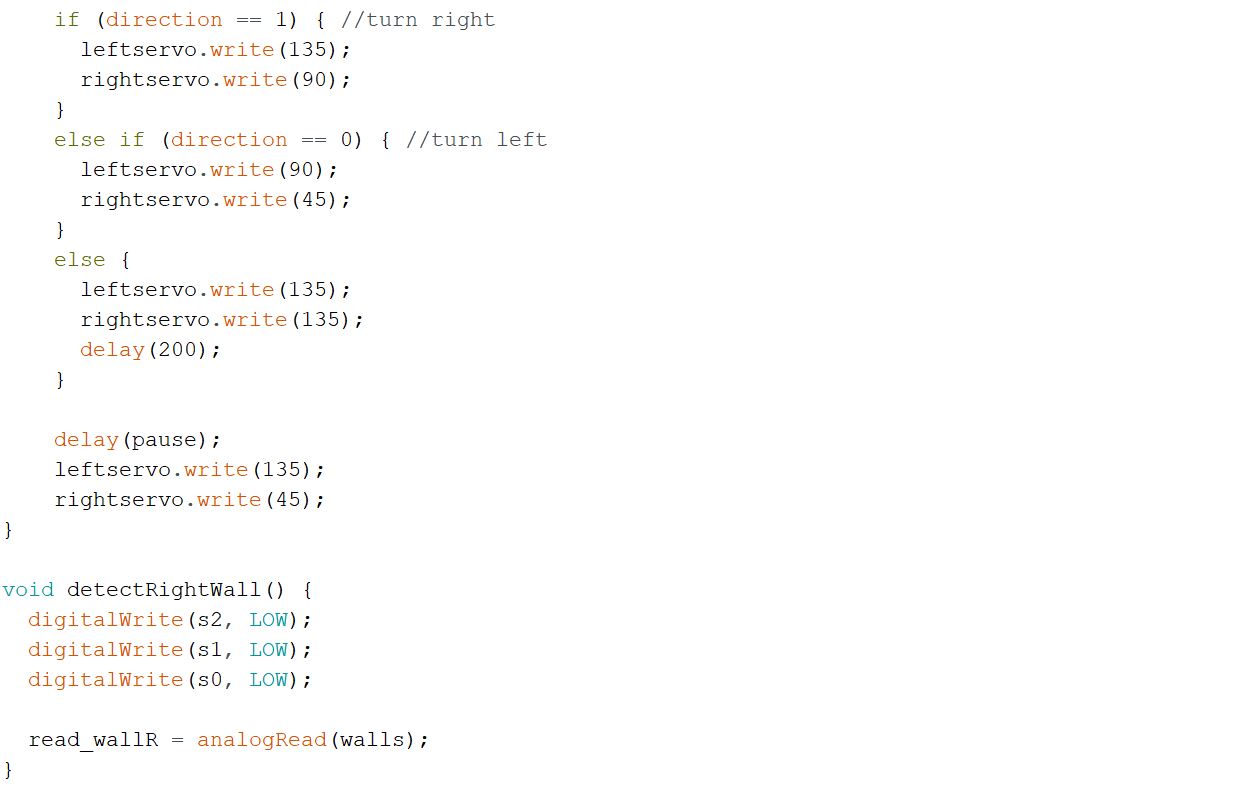 if (direction == 1) { //turn right
      leftservo.write(135);
      rightservo.write(90);
    }
    else if (direction == 0) { //turn left
      leftservo.write(90);
      rightservo.write(45);
    }
    else {
      leftservo.write(135);
      rightservo.write(135);
      delay(200);
    }

    delay(pause);
    leftservo.write(135);
    rightservo.write(45);
}

void detectRightWall() {
  digitalWrite(s2, LOW);
  digitalWrite(s1, LOW);
  digitalWrite(s0, LOW);

  read_wallR = analogRead(walls);
}